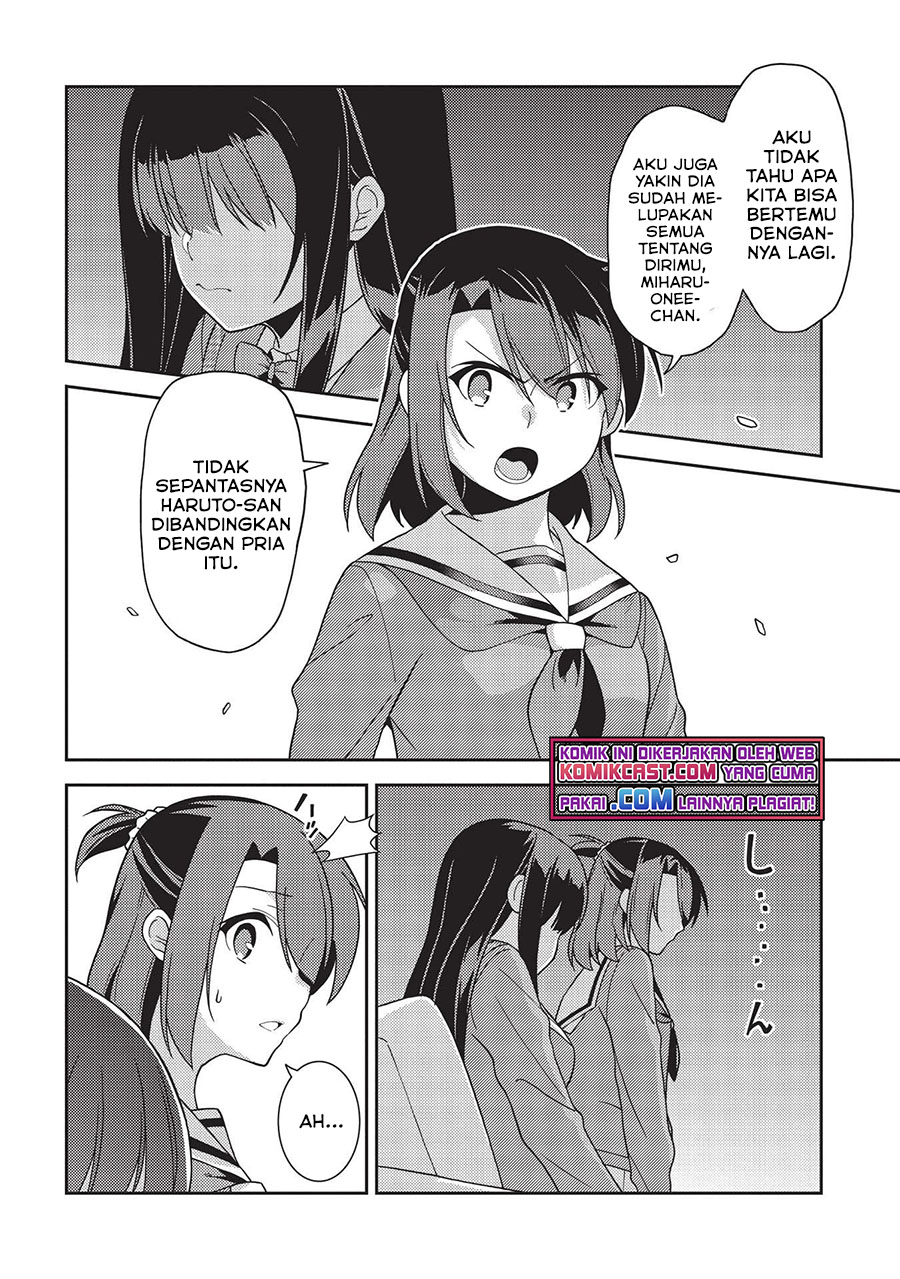 AKU
TIDAK
TAHU APA
KITA BISA
BERTEMU
DENGAN-
NYA LAGI.
AKU JUGA
YAKIN DIA
SUDAH ME-
LUPAKAN
SEMUA
TENTANG
DIRIMU,
MIHARU-
ONEE-
CHAN.
TIDAK
SEPANTASNYA
HARUTO-SAN
DIBANDINGKAN
DENGAN PRIA
ITU.
KOMIK INI DIKERJAKAN OLEH WEB
KOMIKCAST.COM YANG CUMA
PAKAI .COM LAINNYA PLAGIAT!
し……ん
AH...